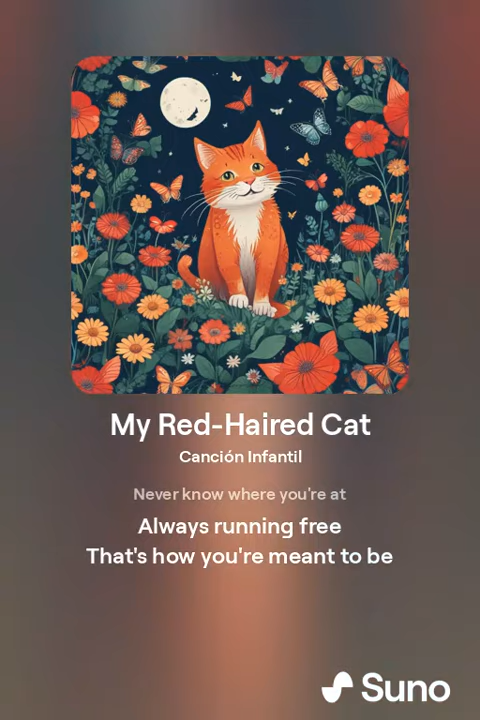 My Red-Haired Cat
Canción Infantil
Never know where you're at
Always running free
That's how you're meant to be
Suno